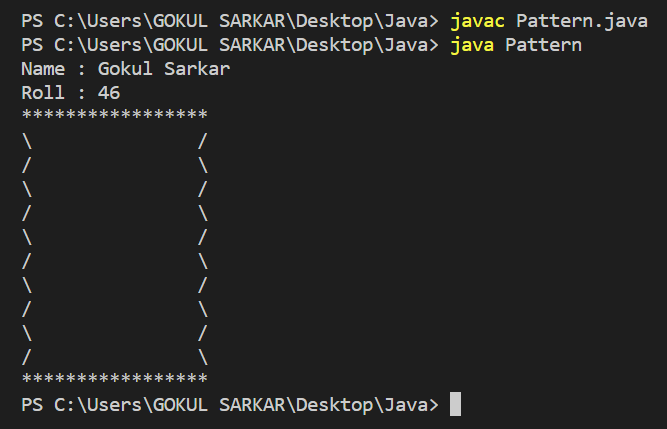 PS C:\Users\GOKUL SARKAR\Desktop\Java> javac Pattern.java
PS C:\Users\GOKUL SARKAR\Desktop\Java> java Pattern
Name : Gokul Sarkar
Roll : 46
*****************
\               /
/               \
\               /
/               \
\               /
/               \
\               /
/               \
\               /
/               \
*****************
PS C:\Users\GOKUL SARKAR\Desktop\Java>